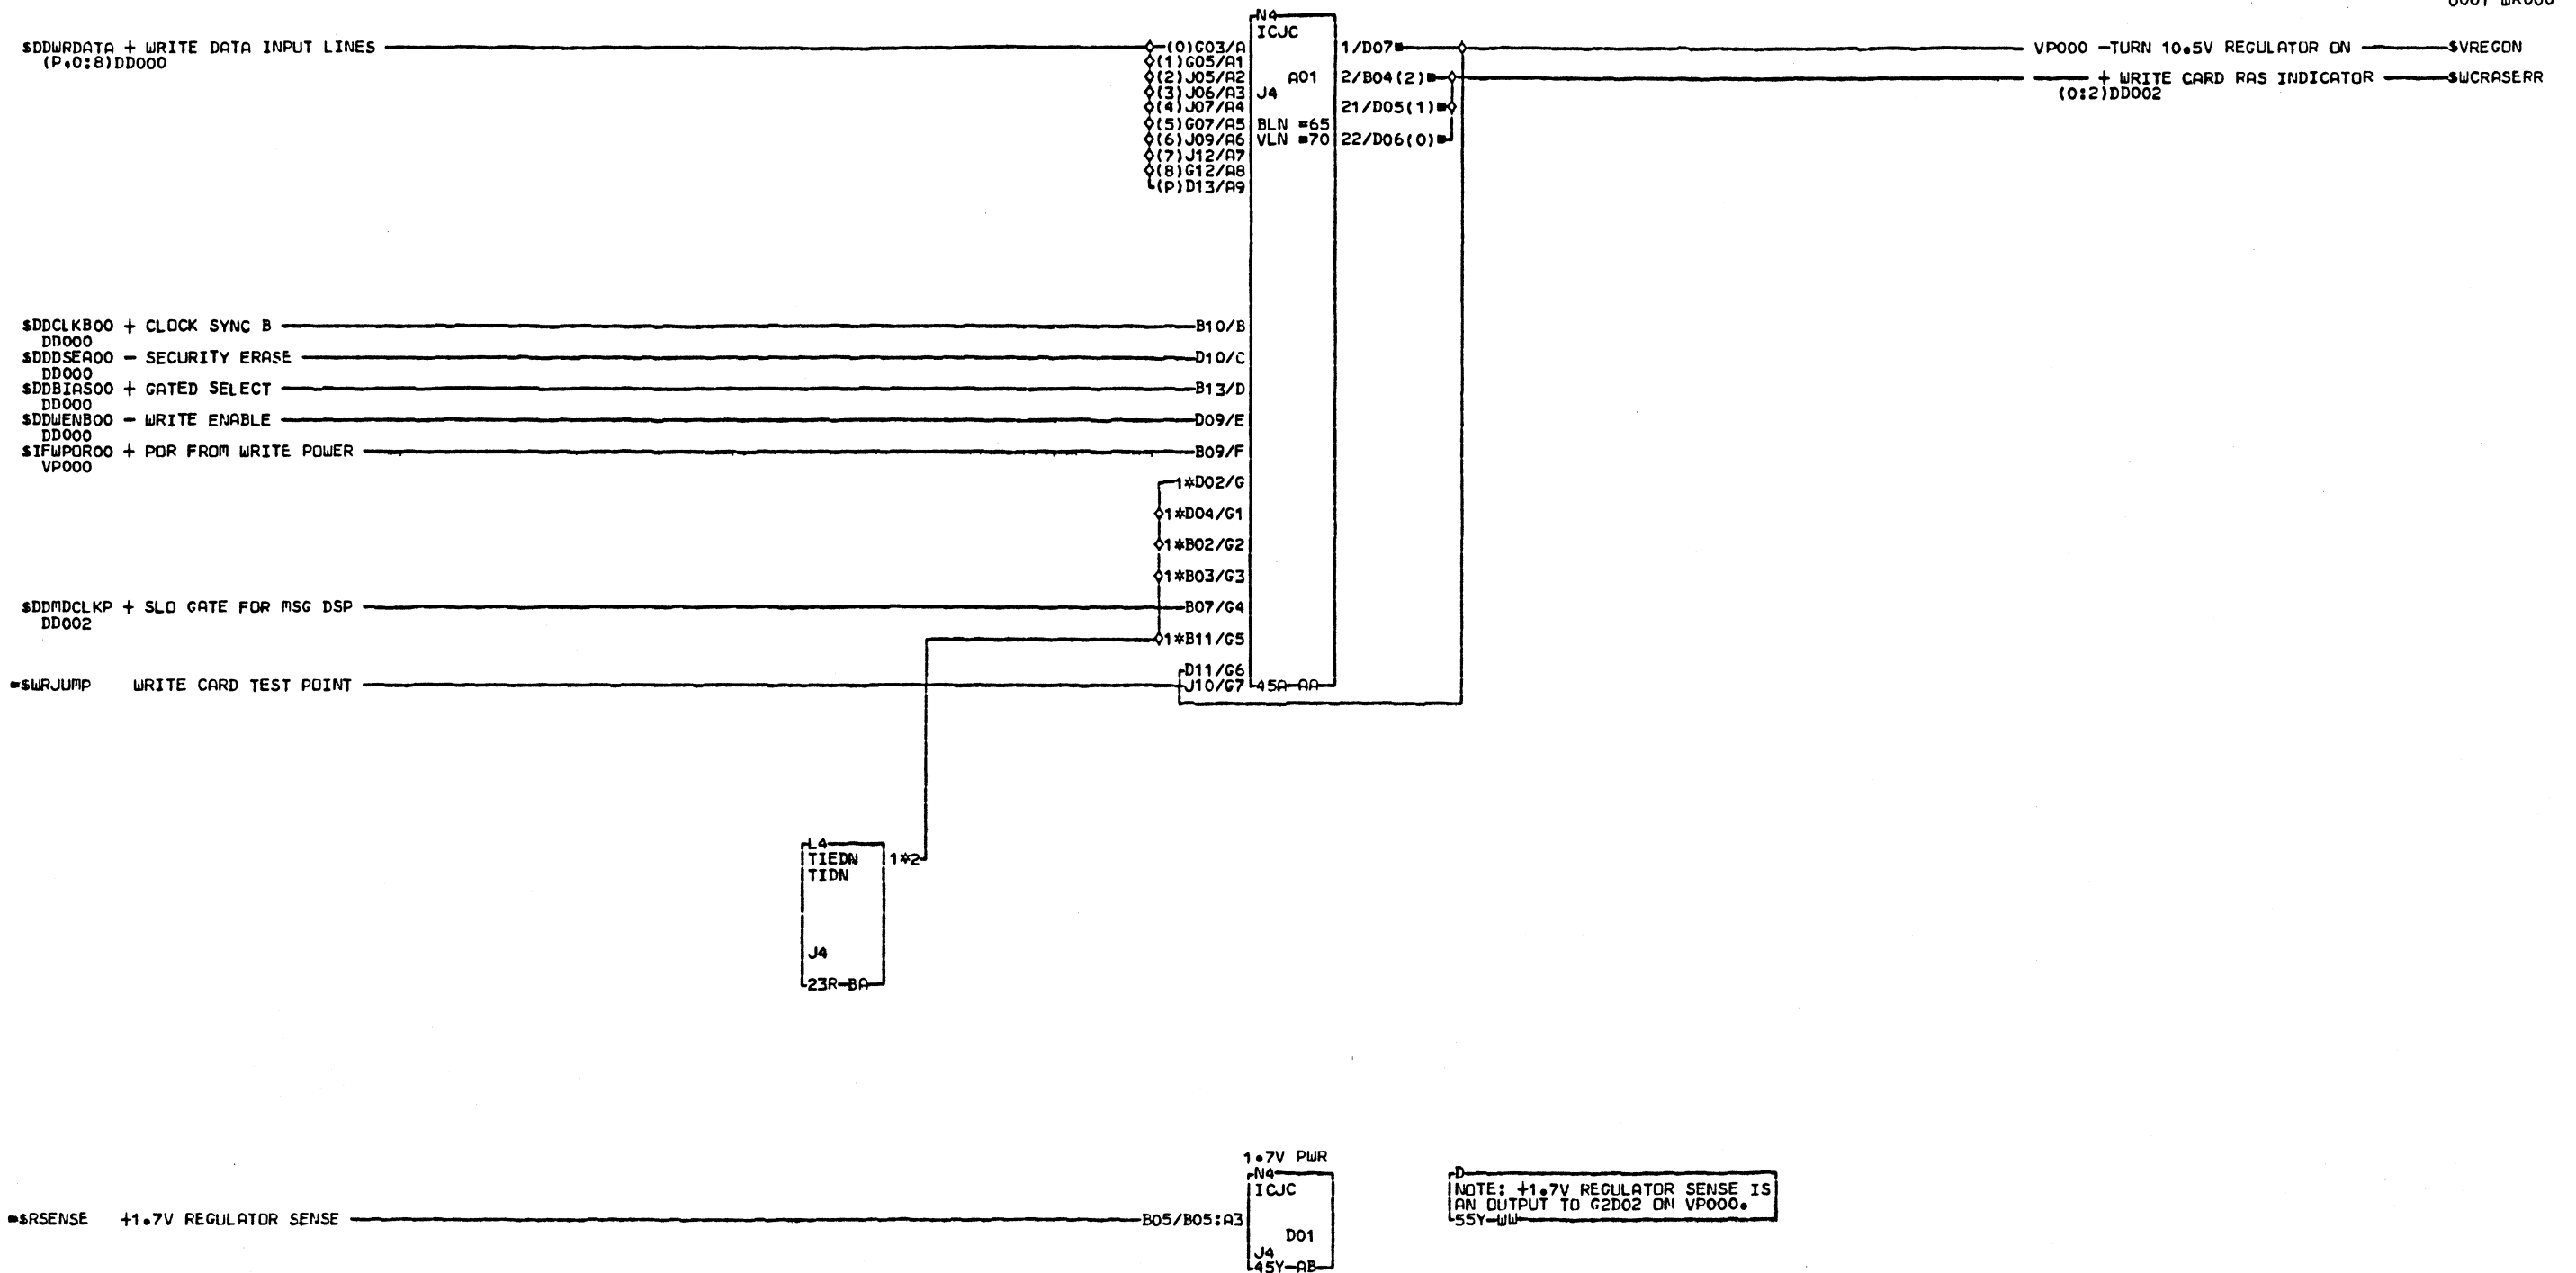 $DDWRDATA + WRITE DATA INPUT LINES
(P,0:8)DD000
(0)G03/A
(1)G05/A1
(2)J05/A2
(3)J06/A3
(4)J07/A4
(5)G07/A5
(6)J09/A6
(7)J12/A7
(8)G12/A8
(P)D13/A9
N4
ICJC
A01
J4
BLN =65
VLN =70
1/D07
2/B04(2)
21/D05(1)
22/D06(0)
VP000 -TURN 10.5V REGULATOR ON $VREGON
+ WRITE CARD RAS INDICATOR $WCRASERR
(0:2)DD002
$DDCLKB00 + CLOCK SYNC B B10/B
DD000
$DDDSEA00 - SECURITY ERASE D10/C
DD000
$DDBIAS00 + GATED SELECT B13/D
DD000
$DDWENB00 - WRITE ENABLE D09/E
DD000
$IFWPOR00 + POR FROM WRITE POWER B09/F
VP000
1*D02/G
1*D04/G1
1*B02/G2
1*B03/G3
$DDMDCLKP + SLO GATE FOR MSG DSP B07/G4
DD002
1*B11/G5
D11/G6
$WRJUMP WRITE CARD TEST POINT J10/G7 45A-AA
L4
TIEDN 1*2
TIDN
J4
23R-BA
1.7V PWR
N4
ICJC
$RSENSE +1.7V REGULATOR SENSE B05/B05:A3
D01
J4
45Y-AB
D
NOTE: +1.7V REGULATOR SENSE IS
AN OUTPUT TO G2D02 ON VP000.
55Y-WW